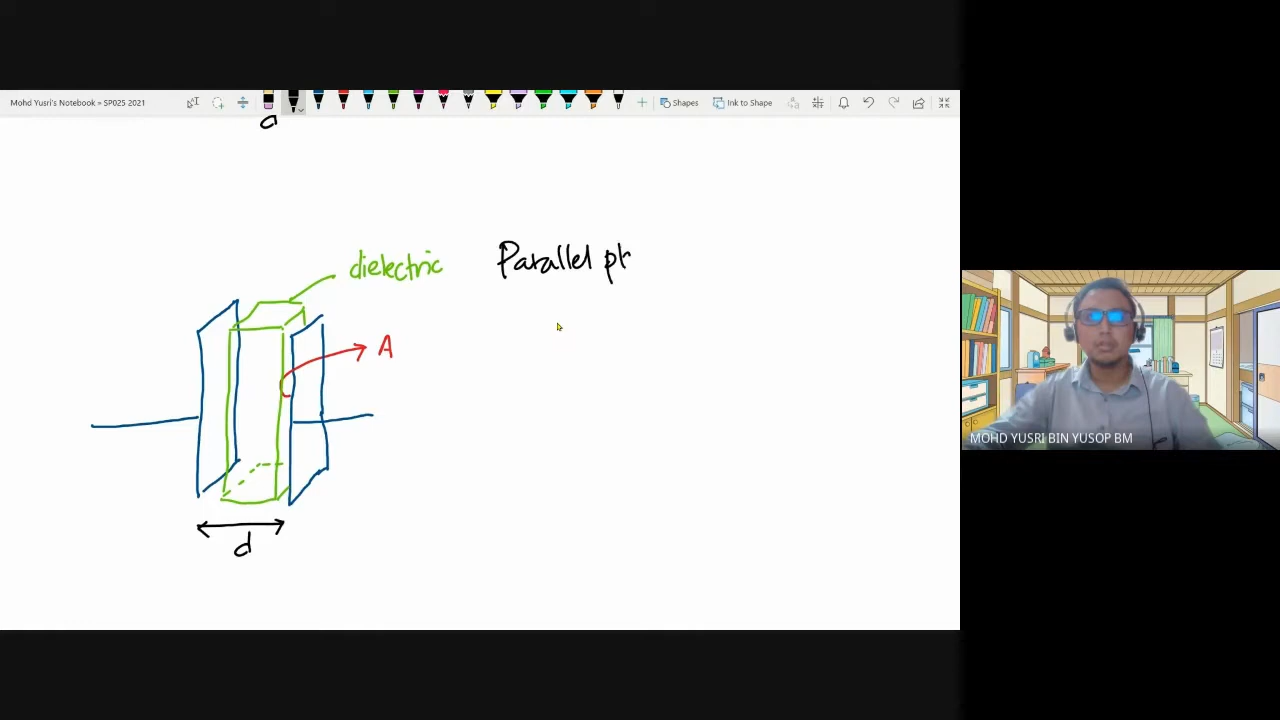 Mohd Yusri's Notebook » SP025 2021
Shapes
Ink to Shape
a
dielectric
Parallel pl
A
d
MOHD YUSRI BIN YUSOP BM